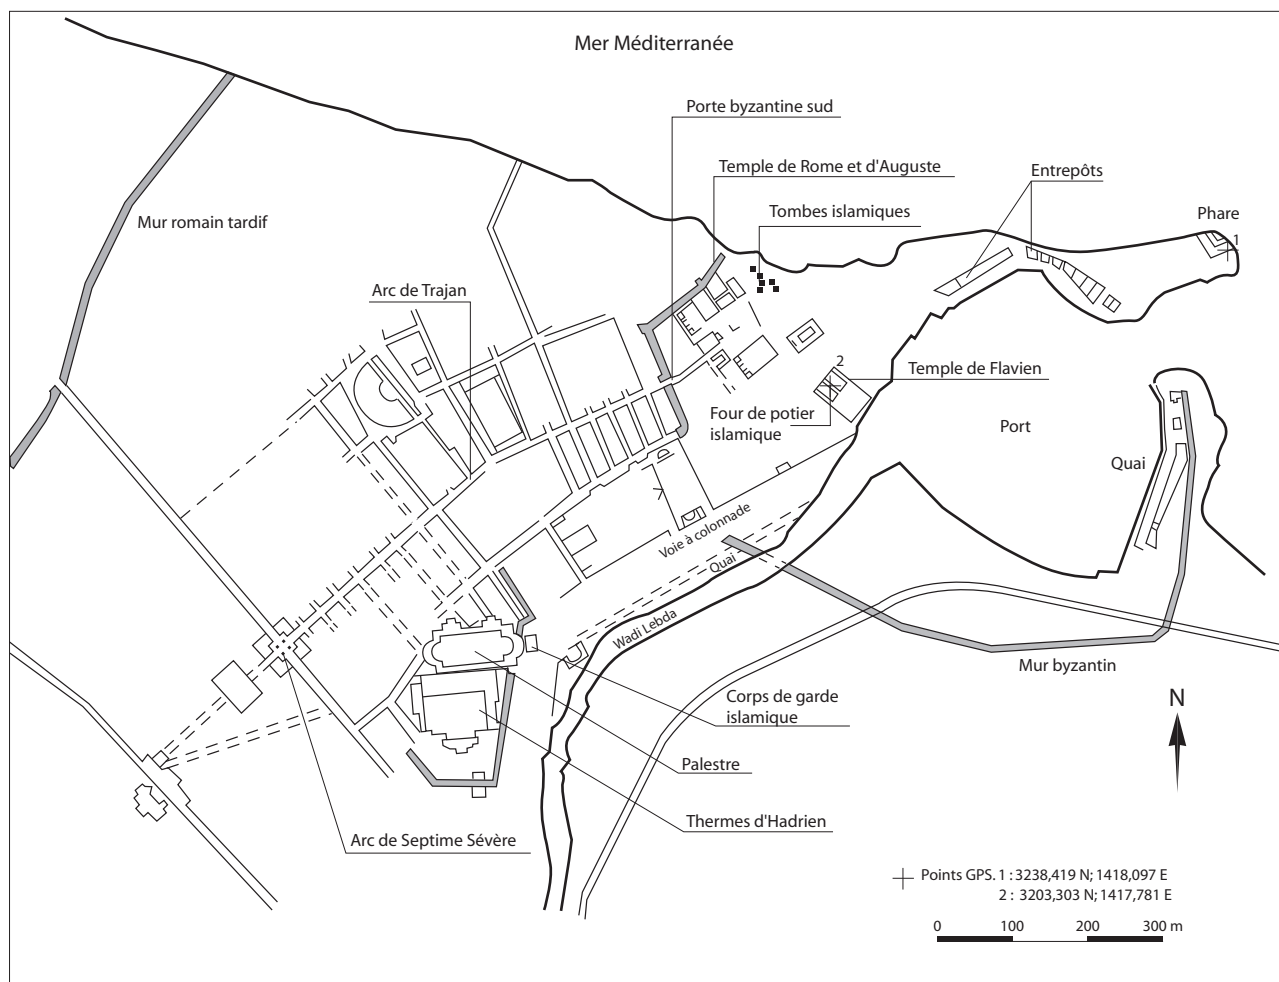 Mer Méditerranée
Porte byzantine sud
Temple de Rome et d'Auguste
Entrepôts
Tombes islamiques
Phare
1
Mur romain tardif
Arc de Trajan
2
Temple de Flavien
Four de potier
islamique
Port
Quai
Voie à colonnade
Quai
Wadi Lebda
Mur byzantin
Corps de garde
islamique
N
Palestre
Thermes d'Hadrien
Arc de Septime Sévère
Points GPS. 1 : 3238,419 N; 1418,097 E
2 : 3203,303 N; 1417,781 E
0 100 200 300 m